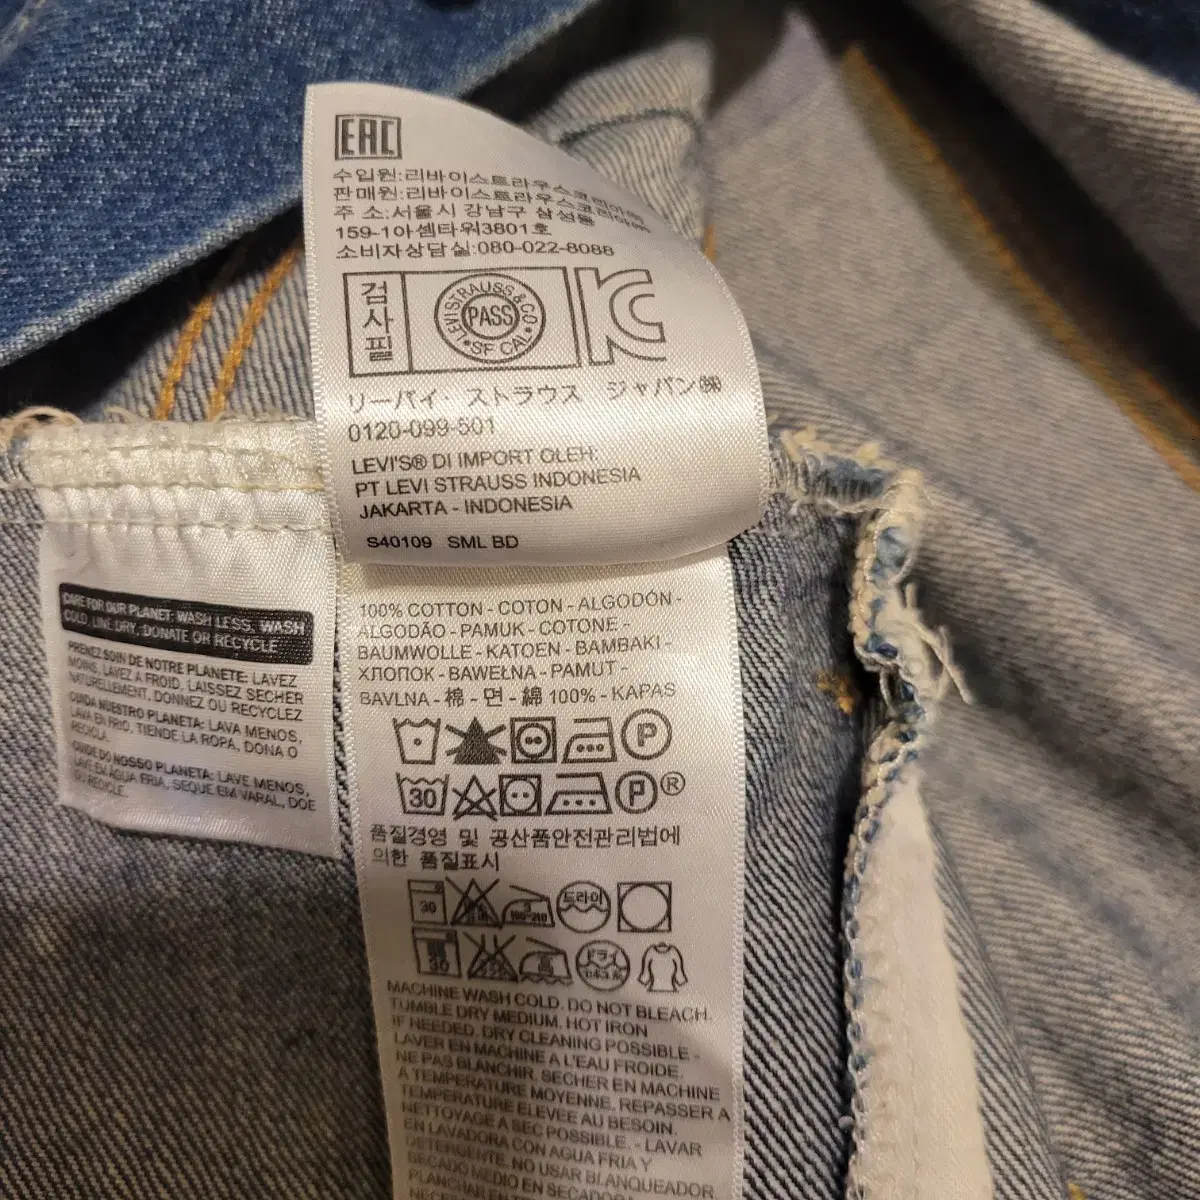 EAC
수입원:리바이스트라우스코리아㈜
판매원:리바이스트라우스코리아㈜
주 소:서울시 강남구 삼성동
159-1아셈타워3801호
소비자상담실:080-022-8088
검사필
LEVI STRAUSS & CO
PASS
SF CAL
KC
リーバイ・ストラウス ジャパン㈱
0120-099-501
LEVI'S® DI IMPORT OLEH:
PT LEVI STRAUSS INDONESIA
JAKARTA - INDONESIA
S40109 SML BD
CARE FOR OUR PLANET: WASH LESS, WASH
COLD, LINE DRY, DONATE OR RECYCLE
PRENEZ SOIN DE NOTRE PLANETE: LAVEZ
MOINS, LAVEZ A FROID, LAISSEZ SECHER
NATURELLEMENT, DONNEZ OU RECYCLEZ
CUIDA NUESTRO PLANETA: LAVA MENOS,
LAVA EN FRIO, TIENDE LA ROPA, DONA O
RECICLA.
CUIDE DO NOSSO PLANETA: LAVE MENOS,
LAVE EM AGUA FRIA, SEQUE EM VARAL, DOE
OU RECICLE.
100% COTTON - COTON - ALGODÓN -
ALGODÃO - PAMUK - COTONE -
BAUMWOLLE - KATOEN - BAMBAKI -
ХЛОПОК - BAWEŁNA - PAMUT -
BAVLNA - 棉 - 면 - 綿 100% - KAPAS
P
30 P ®
품질경영 및 공산품안전관리법에
의한 품질표시
30 드라이
30 ドライ
MACHINE WASH COLD. DO NOT BLEACH.
TUMBLE DRY MEDIUM. HOT IRON
IF NEEDED. DRY CLEANING POSSIBLE -
LAVER EN MACHINE A L'EAU FROIDE.
NE PAS BLANCHIR. SECHER EN MACHINE
A TEMPERATURE MOYENNE. REPASSER A
TEMPERATURE ELEVEE AU BESOIN.
NETTOYAGE A SEC POSSIBLE. - LAVAR
EN LAVADORA CON AGUA FRIA Y
DETERGENTE. NO USAR BLANQUEADOR.
SECADO MEDIO EN SECADORA.